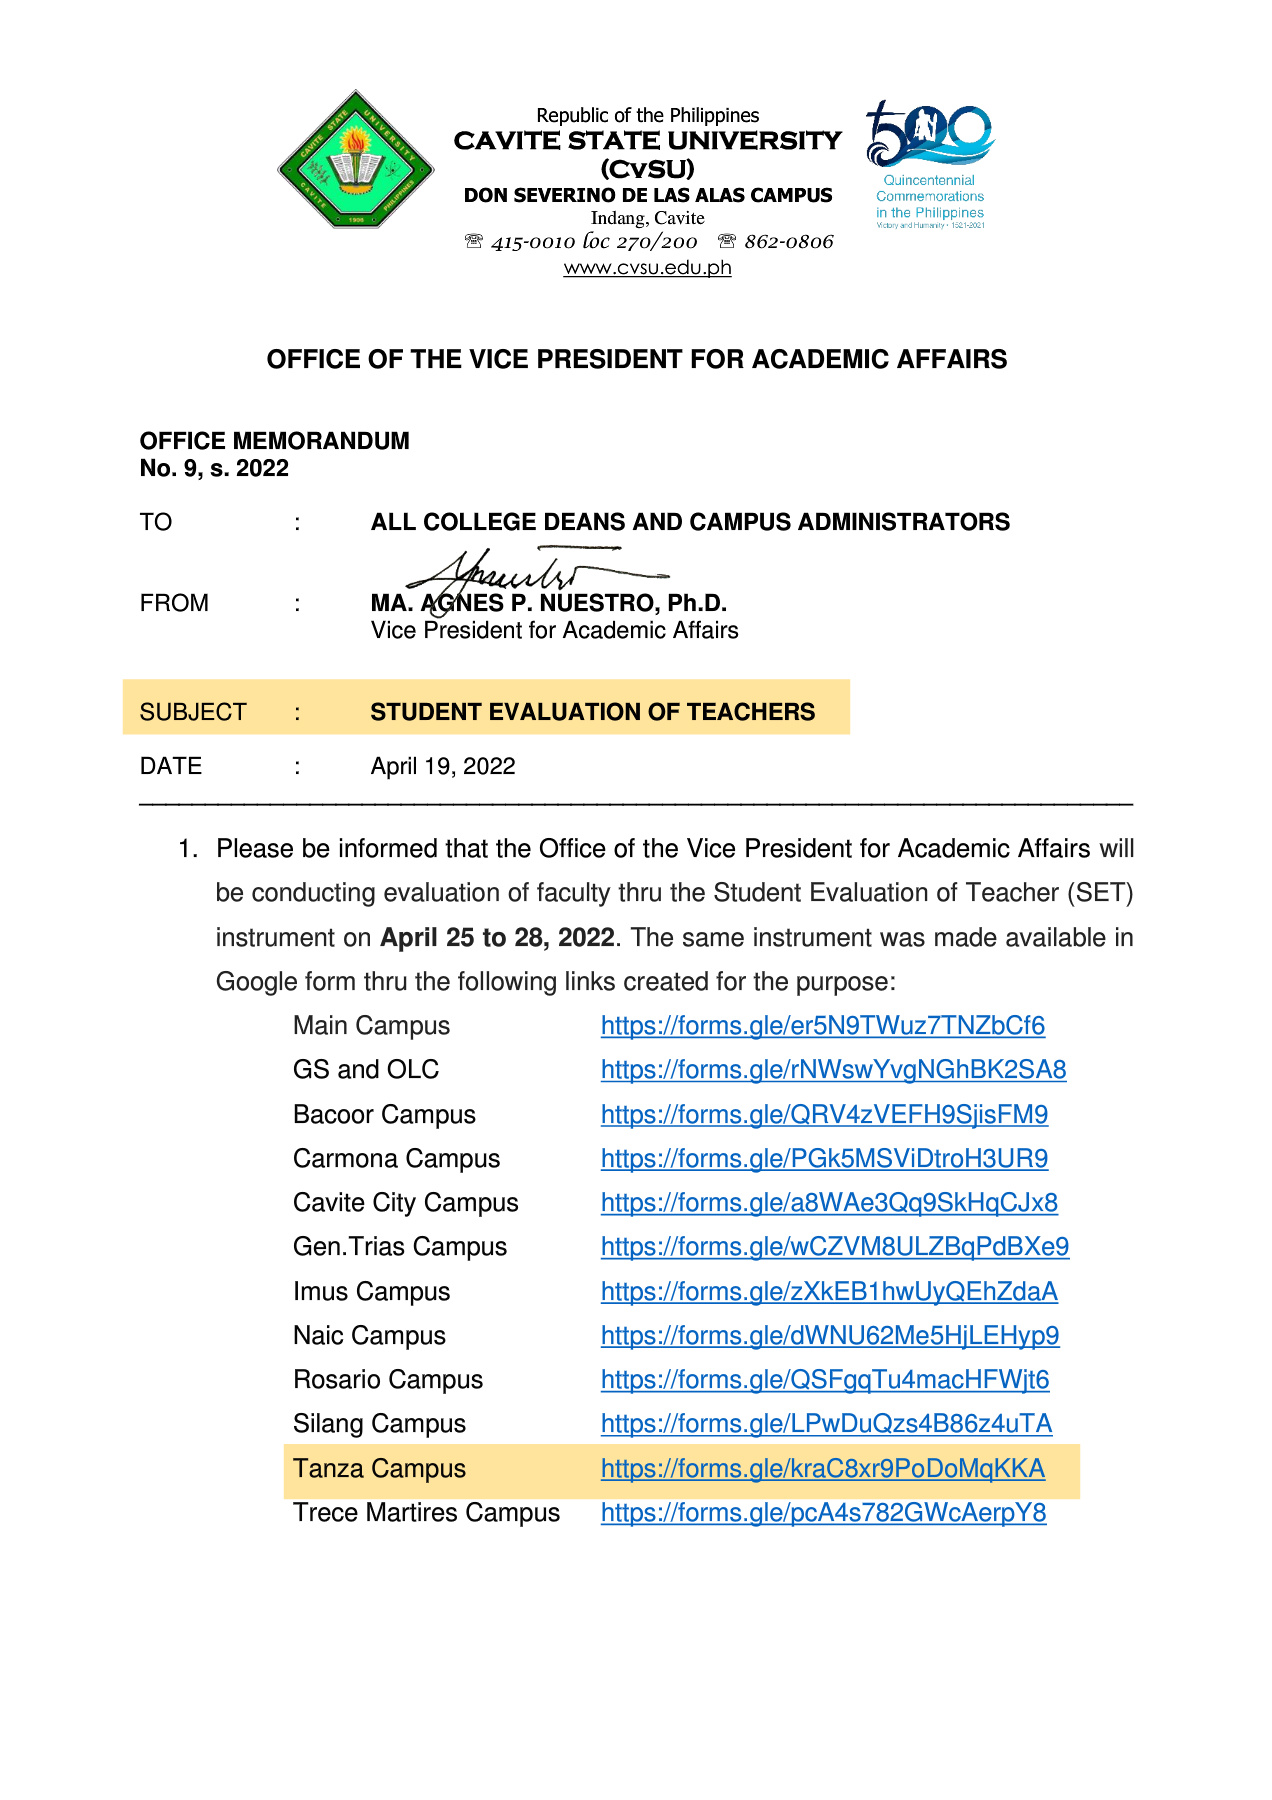 CAVITE STATE UNIVERSITY
CAVITE
PHILIPPINES
1906
Republic of the Philippines
CAVITE STATE UNIVERSITY
(CvSU)
DON SEVERINO DE LAS ALAS CAMPUS
Indang, Cavite
☎ 415-0010 loc 270/200 ☎ 862-0806
www.cvsu.edu.ph
500
Quincentennial
Commemorations
in the Philippines
Victory and Humanity • 1521-2021
OFFICE OF THE VICE PRESIDENT FOR ACADEMIC AFFAIRS
OFFICE MEMORANDUM
No. 9, s. 2022
TO : ALL COLLEGE DEANS AND CAMPUS ADMINISTRATORS
FROM : MA. AGNES P. NUESTRO, Ph.D.
Vice President for Academic Affairs
SUBJECT : STUDENT EVALUATION OF TEACHERS
DATE : April 19, 2022
1. Please be informed that the Office of the Vice President for Academic Affairs will
be conducting evaluation of faculty thru the Student Evaluation of Teacher (SET)
instrument on April 25 to 28, 2022. The same instrument was made available in
Google form thru the following links created for the purpose:
Main Campus https://forms.gle/er5N9TWuz7TNZbCf6
GS and OLC https://forms.gle/rNWswYvgNGhBK2SA8
Bacoor Campus https://forms.gle/QRV4zVEFH9SjisFM9
Carmona Campus https://forms.gle/PGk5MSViDtroH3UR9
Cavite City Campus https://forms.gle/a8WAe3Qq9SkHqCJx8
Gen.Trias Campus https://forms.gle/wCZVM8ULZBqPdBXe9
Imus Campus https://forms.gle/zXkEB1hwUyQEhZdaA
Naic Campus https://forms.gle/dWNU62Me5HjLEHyp9
Rosario Campus https://forms.gle/QSFgqTu4macHFWjt6
Silang Campus https://forms.gle/LPwDuQzs4B86z4uTA
Tanza Campus https://forms.gle/kraC8xr9PoDoMqKKA
Trece Martires Campus https://forms.gle/pcA4s782GWcAerpY8